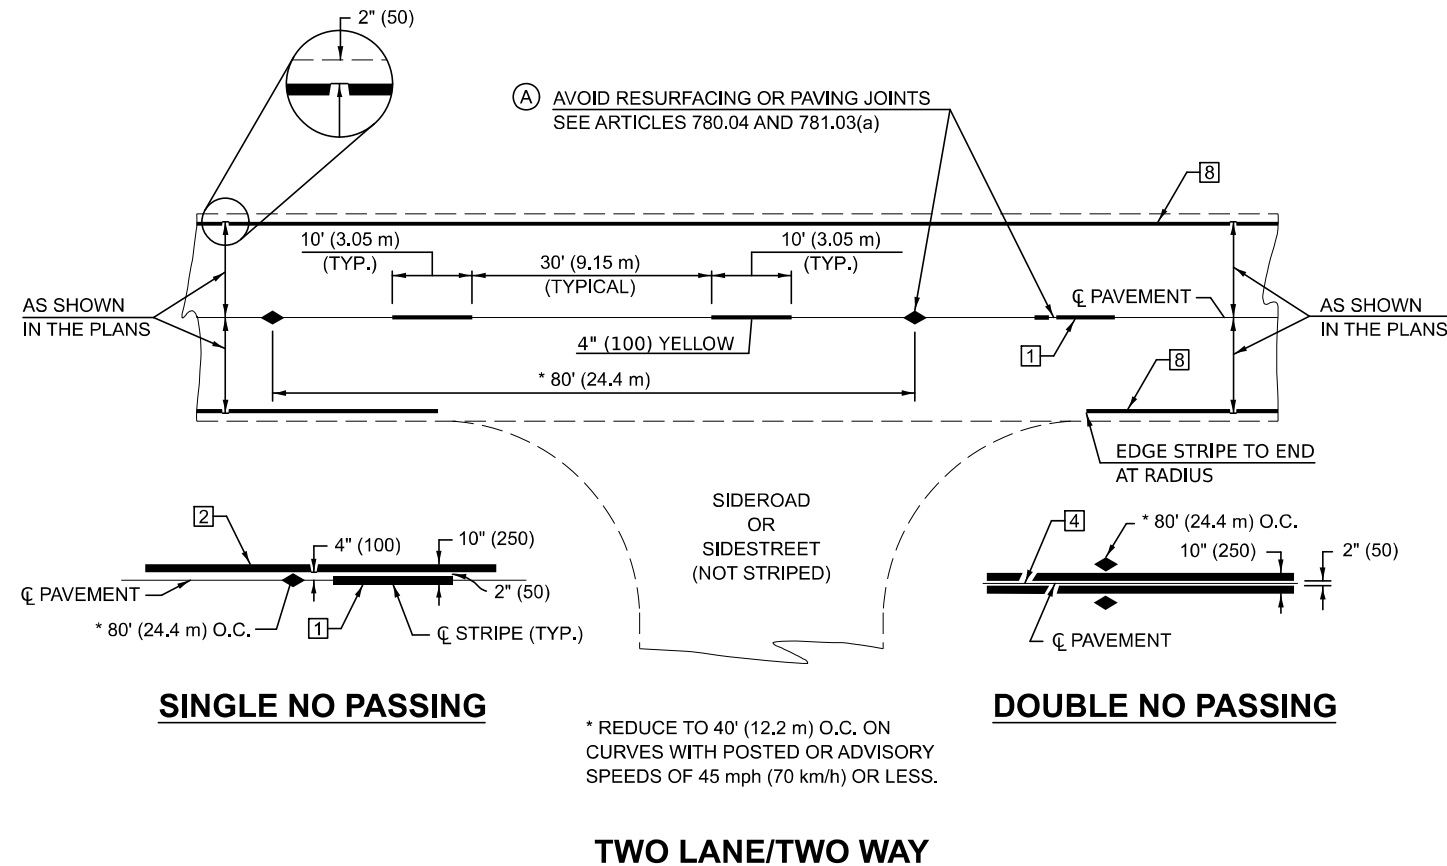 2" (50)
Ⓐ AVOID RESURFACING OR PAVING JOINTS
SEE ARTICLES 780.04 AND 781.03(a)
8
10' (3.05 m)
(TYP.)
30' (9.15 m)
(TYPICAL)
10' (3.05 m)
(TYP.)
AS SHOWN
IN THE PLANS
℄ PAVEMENT
AS SHOWN
IN THE PLANS
4" (100) YELLOW
1
8
* 80' (24.4 m)
EDGE STRIPE TO END
AT RADIUS
SIDEROAD
OR
SIDESTREET
(NOT STRIPED)
2
4" (100)
10" (250)
℄ PAVEMENT
2" (50)
* 80' (24.4 m) O.C.
1
℄ STRIPE (TYP.)
SINGLE NO PASSING
4
* 80' (24.4 m) O.C.
10" (250)
2" (50)
℄ PAVEMENT
DOUBLE NO PASSING
* REDUCE TO 40' (12.2 m) O.C. ON
CURVES WITH POSTED OR ADVISORY
SPEEDS OF 45 mph (70 km/h) OR LESS.
TWO LANE/TWO WAY